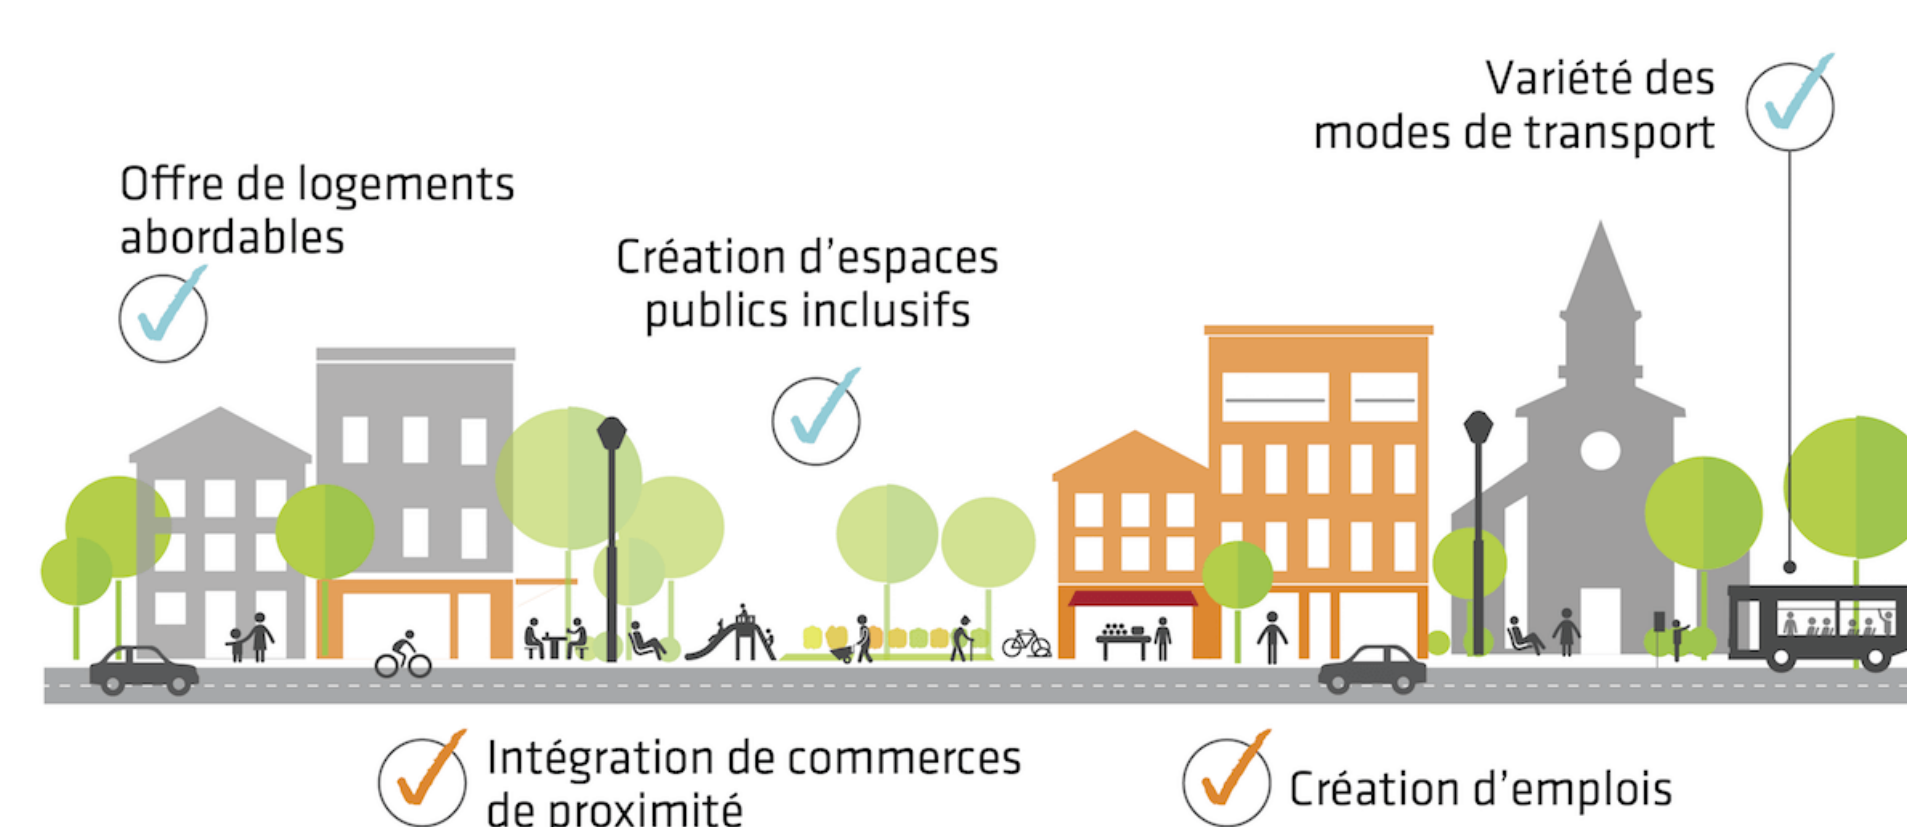 Variété des
modes de transport
Offre de logements
abordables
Création d'espaces
publics inclusifs
Intégration de commerces
de proximité
Création d'emplois